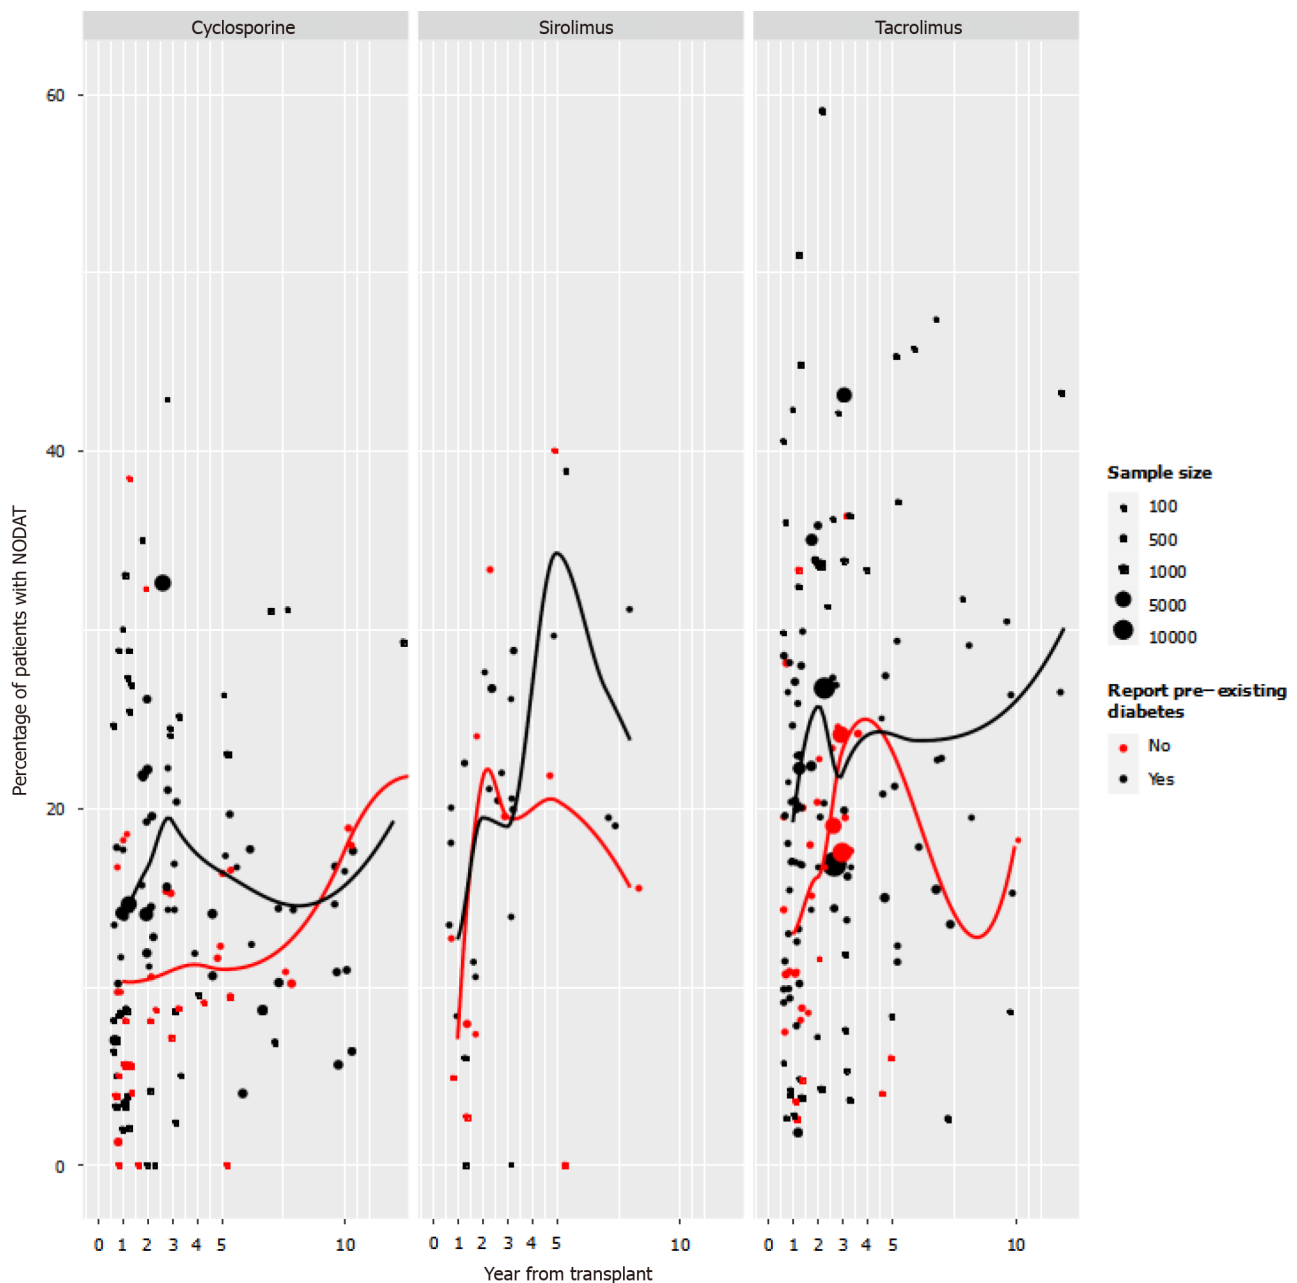 Cyclosporine
Sirolimus
Tacrolimus
60
40
20
0
Percentage of patients with NODAT
0 1 2 3 4 5 10
0 1 2 3 4 5 10
0 1 2 3 4 5 10
Year from transplant
Sample size
100
500
1000
5000
10000
Report pre−existing
diabetes
No
Yes